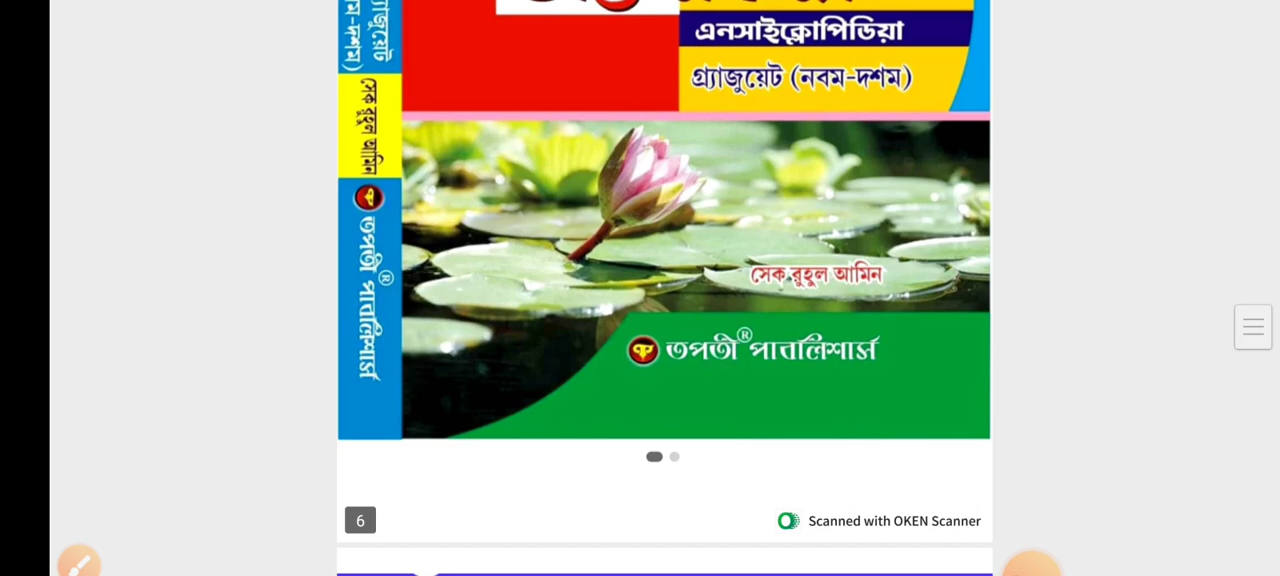 এনসাইক্লোপিডিয়া
গ্র্যাজুয়েট (নবম-দশম)
সেক রুহুল আমিন
তপতী® পাবলিশার্স
সেক রুহুল আমিন
তপতী® পাবলিশার্স
6
Scanned with OKEN Scanner